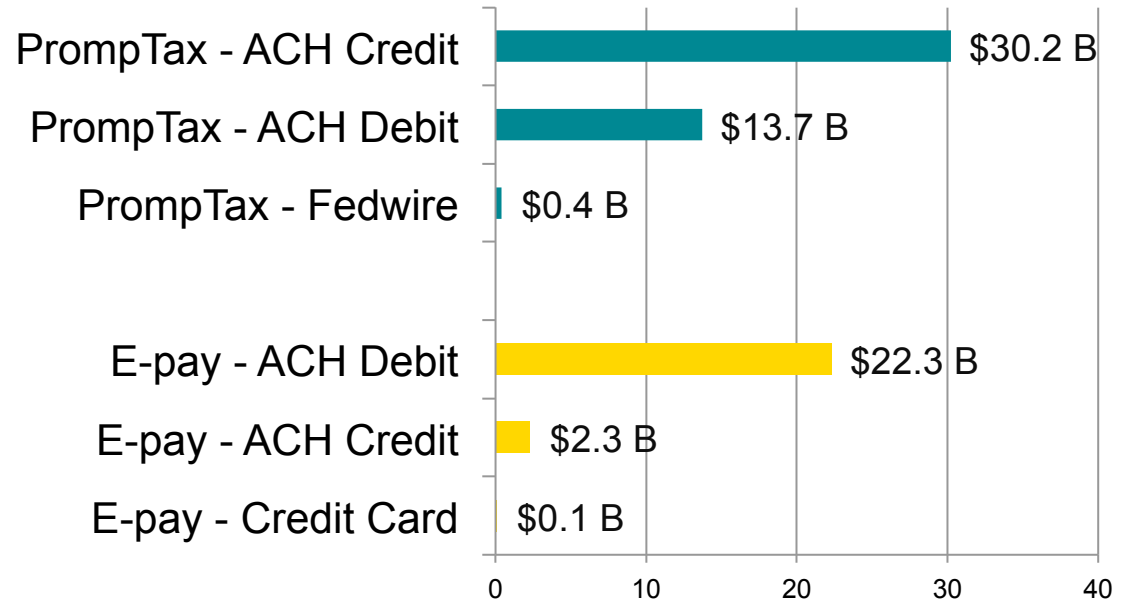 PrompTax - ACH Credit $30.2 B
PrompTax - ACH Debit $13.7 B
PrompTax - Fedwire $0.4 B
E-pay - ACH Debit $22.3 B
E-pay - ACH Credit $2.3 B
E-pay - Credit Card $0.1 B
0 10 20 30 40